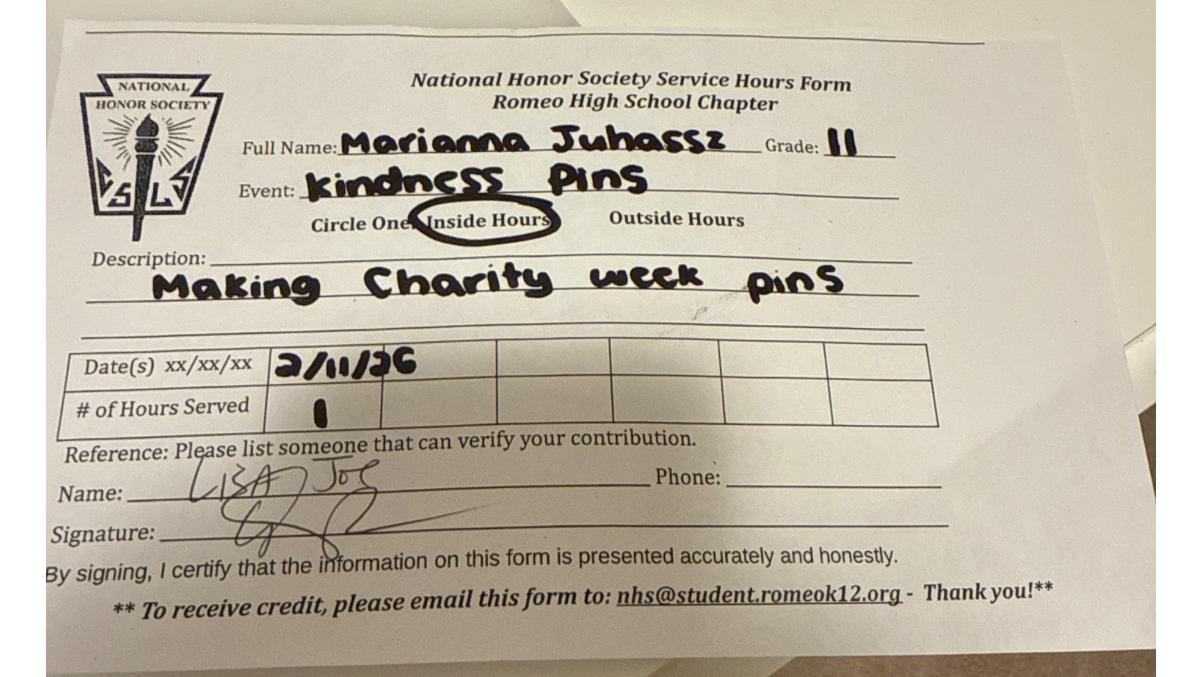 NATIONAL
HONOR SOCIETY
S L S
National Honor Society Service Hours Form
Romeo High School Chapter
Full Name: Marianna Juhassz Grade: 11
Event: Kindness Pins
Circle One Inside Hours Outside Hours
Description:
Making Charity week pins
Date(s) xx/xx/xx 2/11/26
# of Hours Served 1
Reference: Please list someone that can verify your contribution.
Name: LISA JOS Phone:
Signature:
By signing, I certify that the information on this form is presented accurately and honestly.
** To receive credit, please email this form to: nhs@student.romeok12.org - Thank you!**